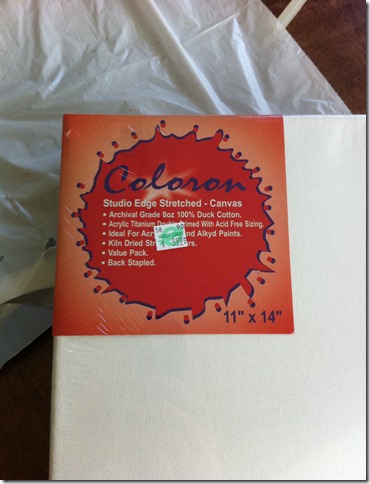 Coloron
Studio Edge Stretched - Canvas
• Archival Grade 8oz 100% Duck Cotton.
• Acrylic Titanium Double Primed With Acid Free Sizing.
• Ideal For and Alkyd Paints.
• Kiln Dried
• Value Pack.
• Back Stapled.
11" x 14"